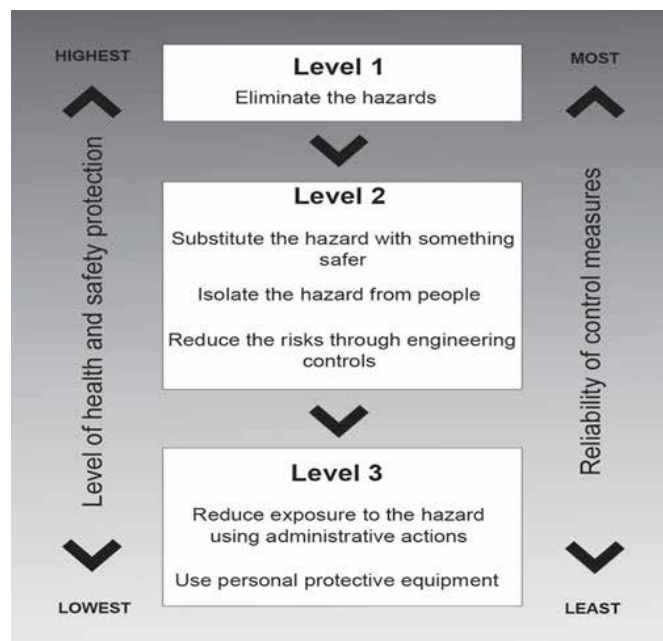 HIGHEST
Level 1
Eliminate the hazards
MOST
Level of health and safety protection
Level 2
Substitute the hazard with something
safer
Isolate the hazard from people
Reduce the risks through engineering
controls
Reliability of control measures
Level 3
Reduce exposure to the hazard
using administrative actions
Use personal protective equipment
LOWEST
LEAST